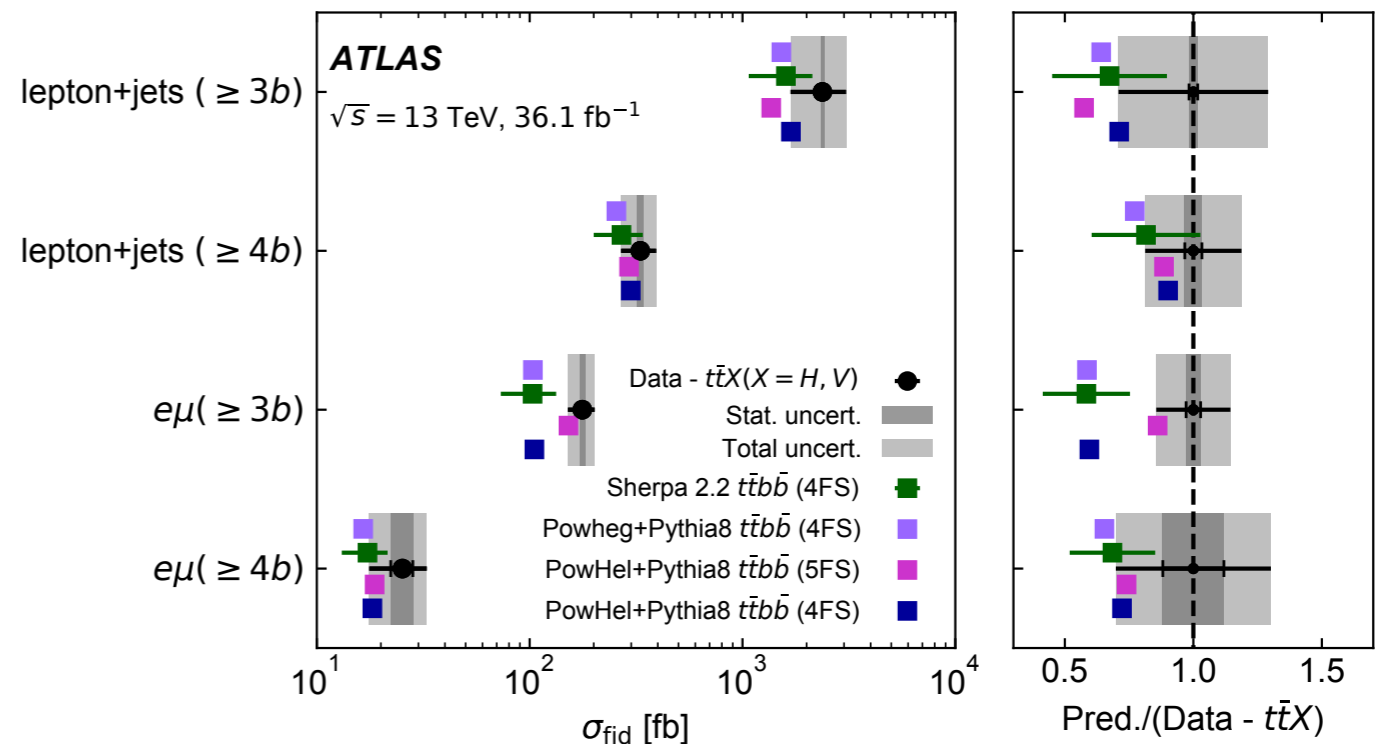 ATLAS
√s = 13 TeV, 36.1 fb⁻¹
lepton+jets ( ≥ 3b)
lepton+jets ( ≥ 4b)
eμ( ≥ 3b)
eμ( ≥ 4b)
Data - tt̄X(X = H, V)
Stat. uncert.
Total uncert.
Sherpa 2.2 tt̄bb̄ (4FS)
Powheg+Pythia8 tt̄bb̄ (4FS)
PowHel+Pythia8 tt̄bb̄ (5FS)
PowHel+Pythia8 tt̄bb̄ (4FS)
10¹ 10² 10³ 10⁴
σ_fid [fb]
0.5 1.0 1.5
Pred./(Data - tt̄X)